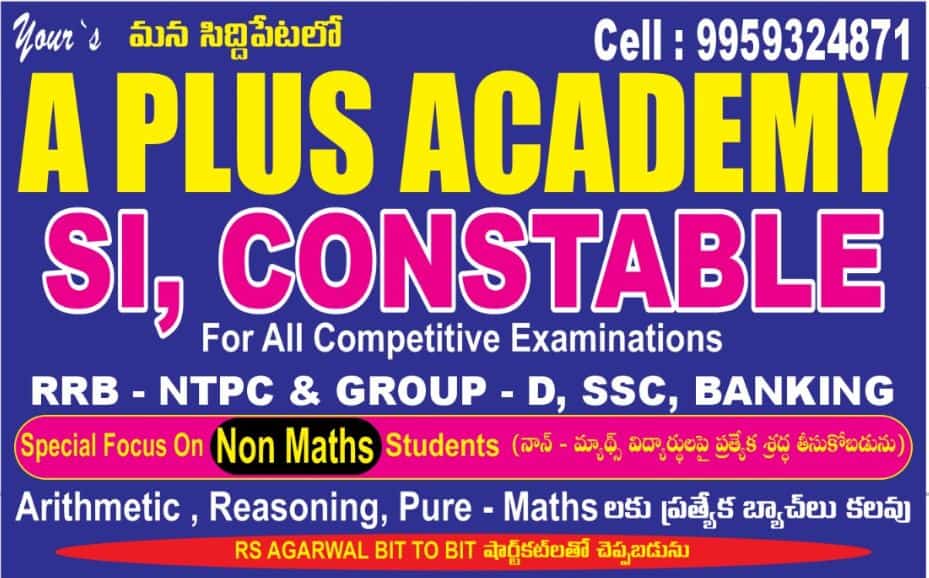 Your`s మన సిద్దిపేటలో Cell : 9959324871
A PLUS ACADEMY
SI, CONSTABLE
For All Competitive Examinations
RRB - NTPC & GROUP - D, SSC, BANKING
Special Focus On Non Maths Students (నాన్ - మ్యాథ్స్ విద్యార్థులపై ప్రత్యేక శ్రద్ధ తీసుకోబడును)
Arithmetic , Reasoning, Pure - Maths లకు ప్రత్యేక బ్యాచ్‌లు కలవు
RS AGARWAL BIT TO BIT షార్ట్‌కట్‌లతో చెప్పబడును